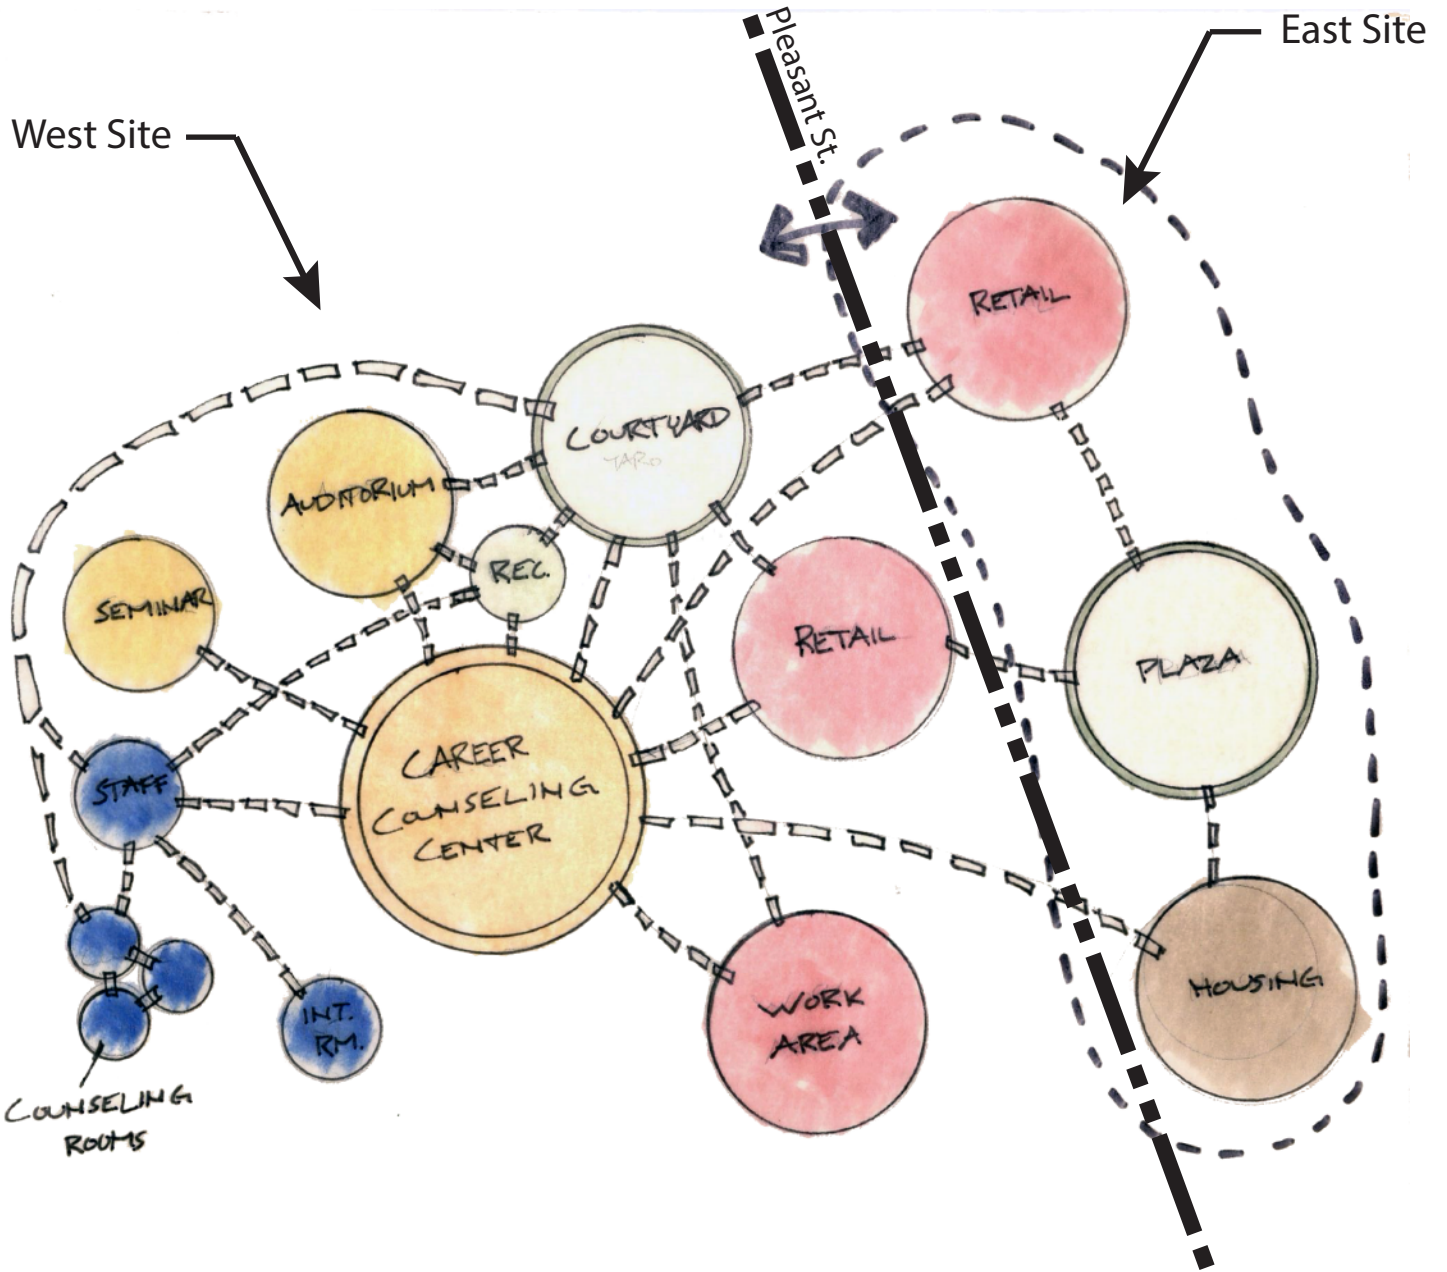 East Site
Pleasant St.
West Site
RETAIL
COURTYARD
YARD
AUDITORIUM
REC.
SEMINAR
RETAIL
PLAZA
CAREER
COUNSELING
CENTER
STAFF
HOUSING
WORK
AREA
INT.
RM.
COUNSELING
ROOMS